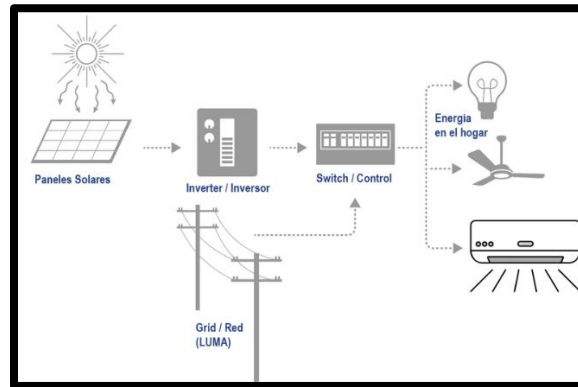 Paneles Solares
Inverter / Inversor
Switch / Control
Energia
en el hogar
Grid / Red
(LUMA)